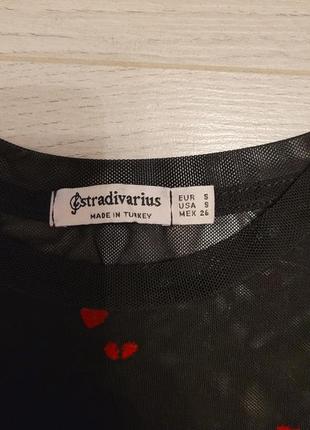 stradivarius
MADE IN TURKEY
EUR S
USA S
MEX 26